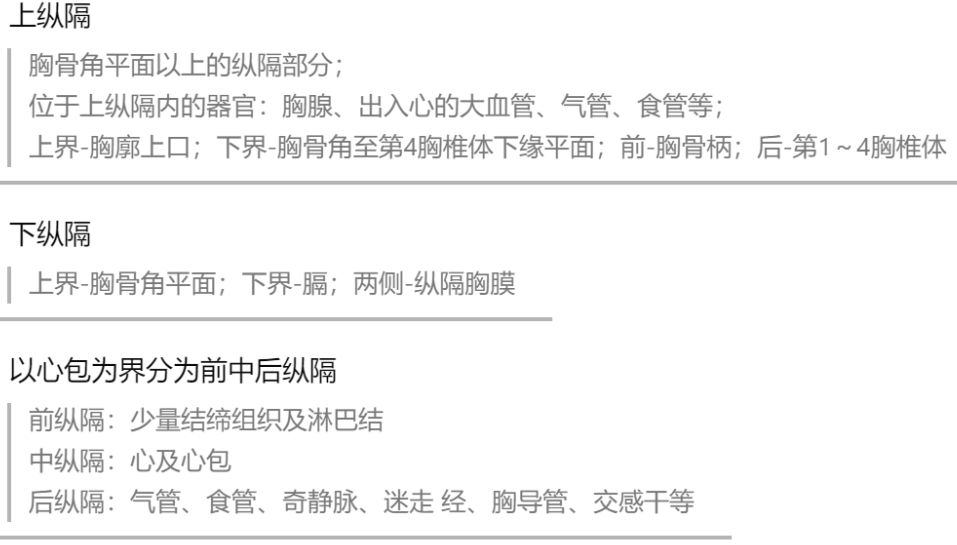 上纵隔
胸骨角平面以上的纵隔部分；
位于上纵隔内的器官：胸腺、出入心的大血管、气管、食管等；
上界-胸廓上口；下界-胸骨角至第4胸椎体下缘平面；前-胸骨柄；后-第1～4胸椎体
下纵隔
上界-胸骨角平面；下界-膈；两侧-纵隔胸膜
以心包为界分为前中后纵隔
前纵隔：少量结缔组织及淋巴结
中纵隔：心及心包
后纵隔：气管、食管、奇静脉、迷走 经、胸导管、交感干等